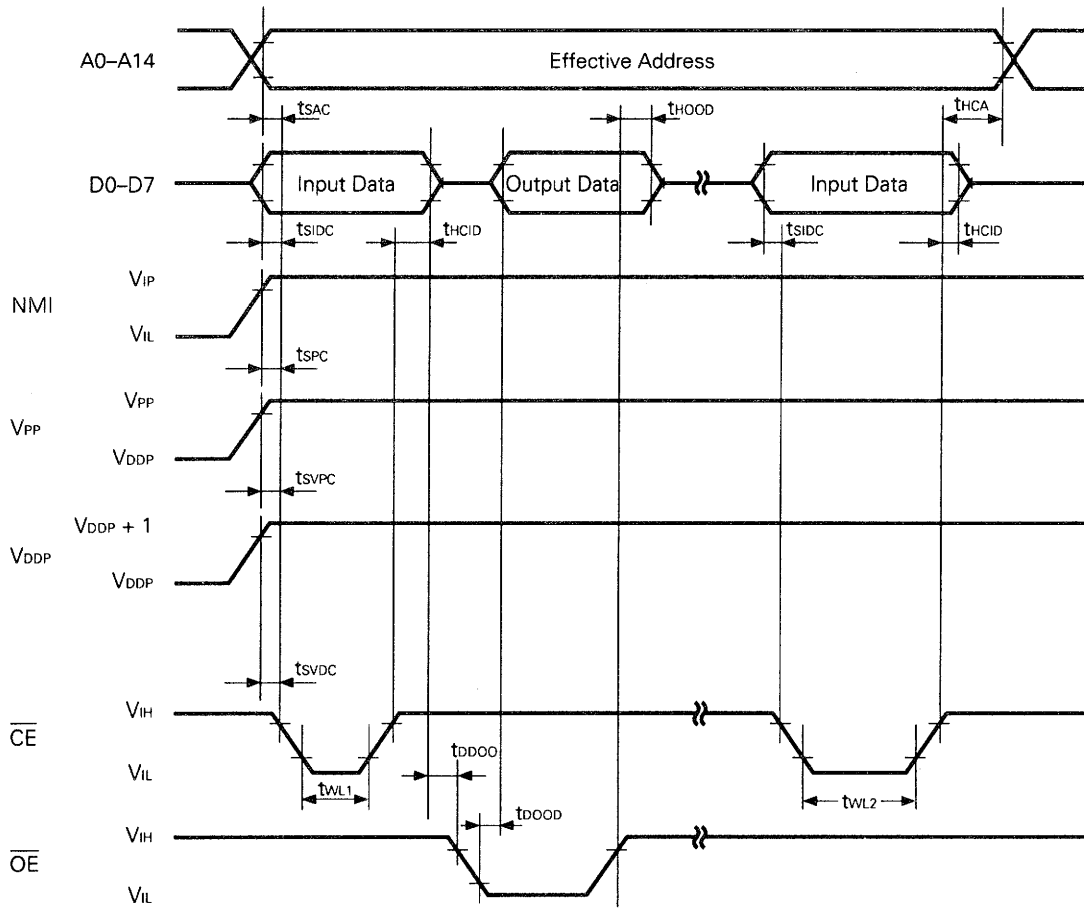 A0–A14
Effective Address
tSAC
tHOOD
tHCA
D0–D7
Input Data
Output Data
Input Data
tSIDC
tHCID
tSIDC
tHCID
NMI
VIP
VIL
tSPC
VPP
VPP
VDDP
tSVPC
VDDP + 1
VDDP
VDDP
tSVDC
CE
VIH
VIL
tWL1
tDDOO
tWL2
tDOOD
OE
VIH
VIL